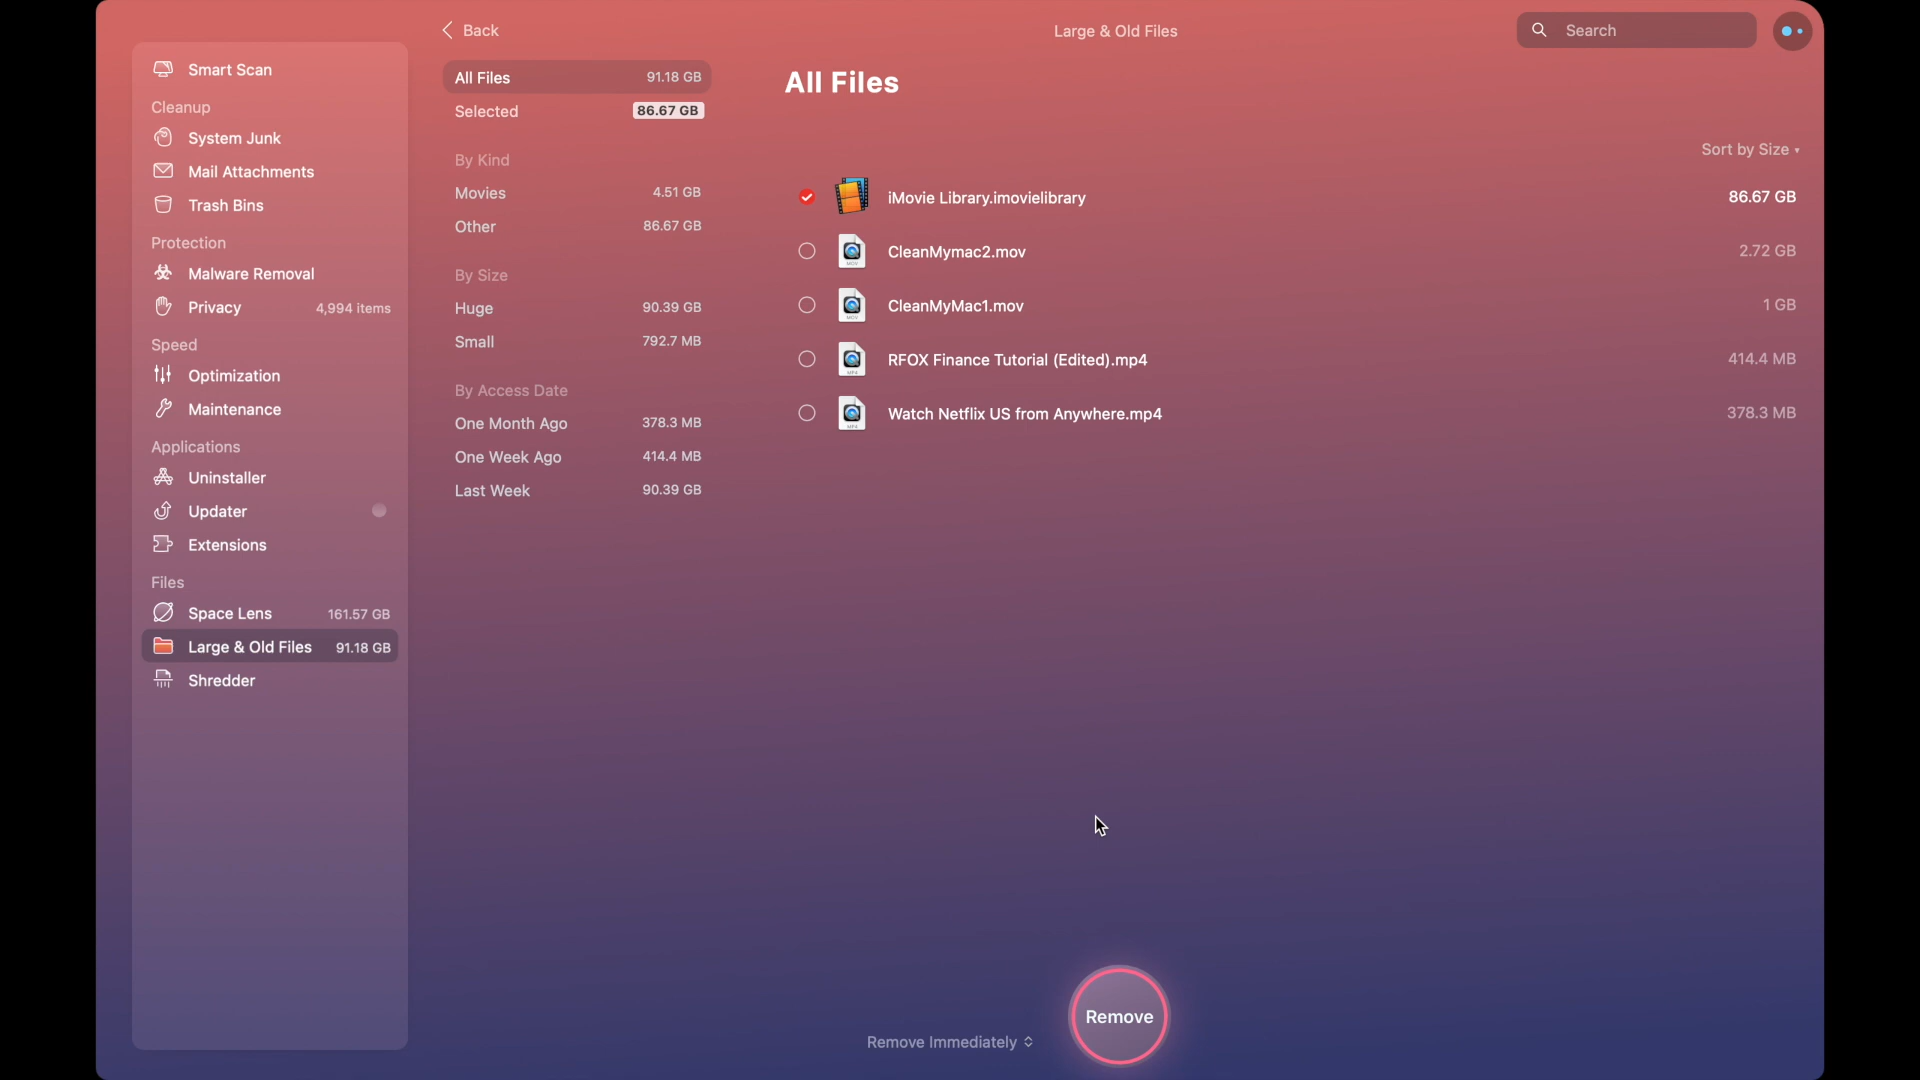 Back
Large & Old Files
Search
Smart Scan
Cleanup
System Junk
Mail Attachments
Trash Bins
Protection
Malware Removal
Privacy 4,994 items
Speed
Optimization
Maintenance
Applications
Uninstaller
Updater
Extensions
Files
Space Lens 161.57 GB
Large & Old Files 91.18 GB
Shredder
All Files 91.18 GB
Selected 86.67 GB
By Kind
Movies 4.51 GB
Other 86.67 GB
By Size
Huge 90.39 GB
Small 792.7 MB
By Access Date
One Month Ago 378.3 MB
One Week Ago 414.4 MB
Last Week 90.39 GB
All Files
Sort by Size
iMovie Library.imovielibrary 86.67 GB
MOV
CleanMymac2.mov 2.72 GB
MOV
CleanMyMac1.mov 1 GB
MP4
RFOX Finance Tutorial (Edited).mp4 414.4 MB
MP4
Watch Netflix US from Anywhere.mp4 378.3 MB
Remove Immediately
Remove